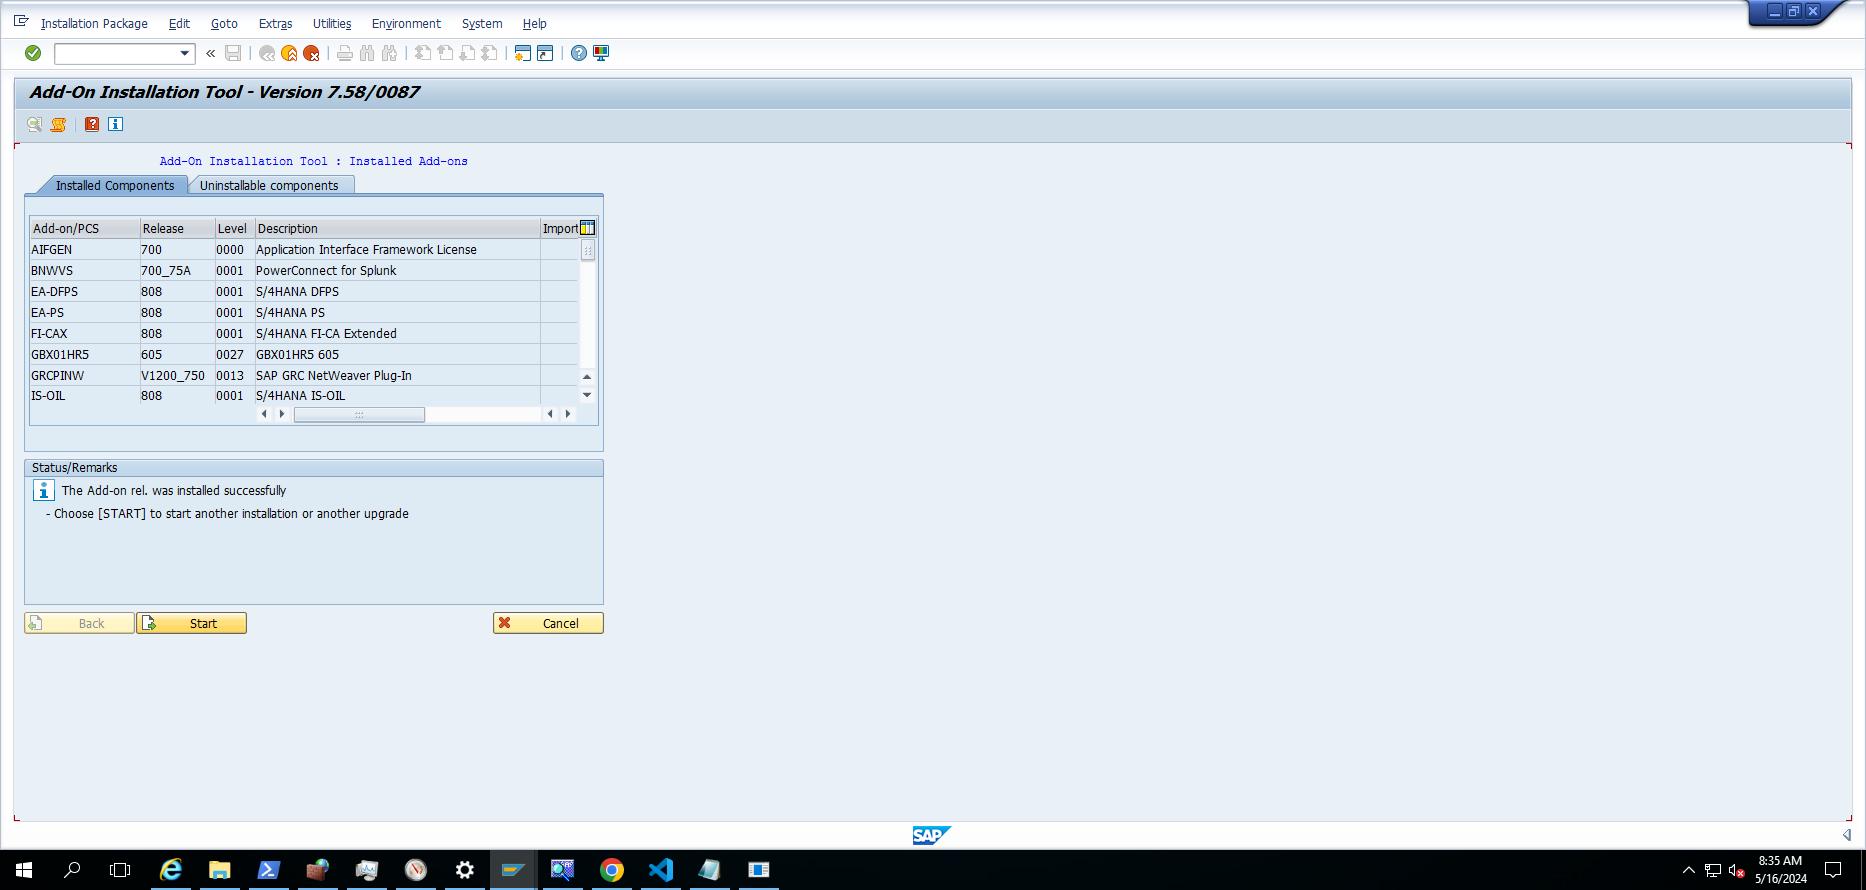 Installation Package Edit Goto Extras Utilities Environment System Help
Add-On Installation Tool - Version 7.58/0087
Add-On Installation Tool : Installed Add-ons
Installed Components Uninstallable components
Add-on/PCS Release Level Description Import
AIFGEN 700 0000 Application Interface Framework License
BNWVS 700_75A 0001 PowerConnect for Splunk
EA-DFPS 808 0001 S/4HANA DFPS
EA-PS 808 0001 S/4HANA PS
FI-CAX 808 0001 S/4HANA FI-CA Extended
GBX01HR5 605 0027 GBX01HR5 605
GRCPINW V1200_750 0013 SAP GRC NetWeaver Plug-In
IS-OIL 808 0001 S/4HANA IS-OIL
Status/Remarks
The Add-on rel. was installed successfully
- Choose [START] to start another installation or another upgrade
Back Start Cancel
SAP
8:35 AM
5/16/2024